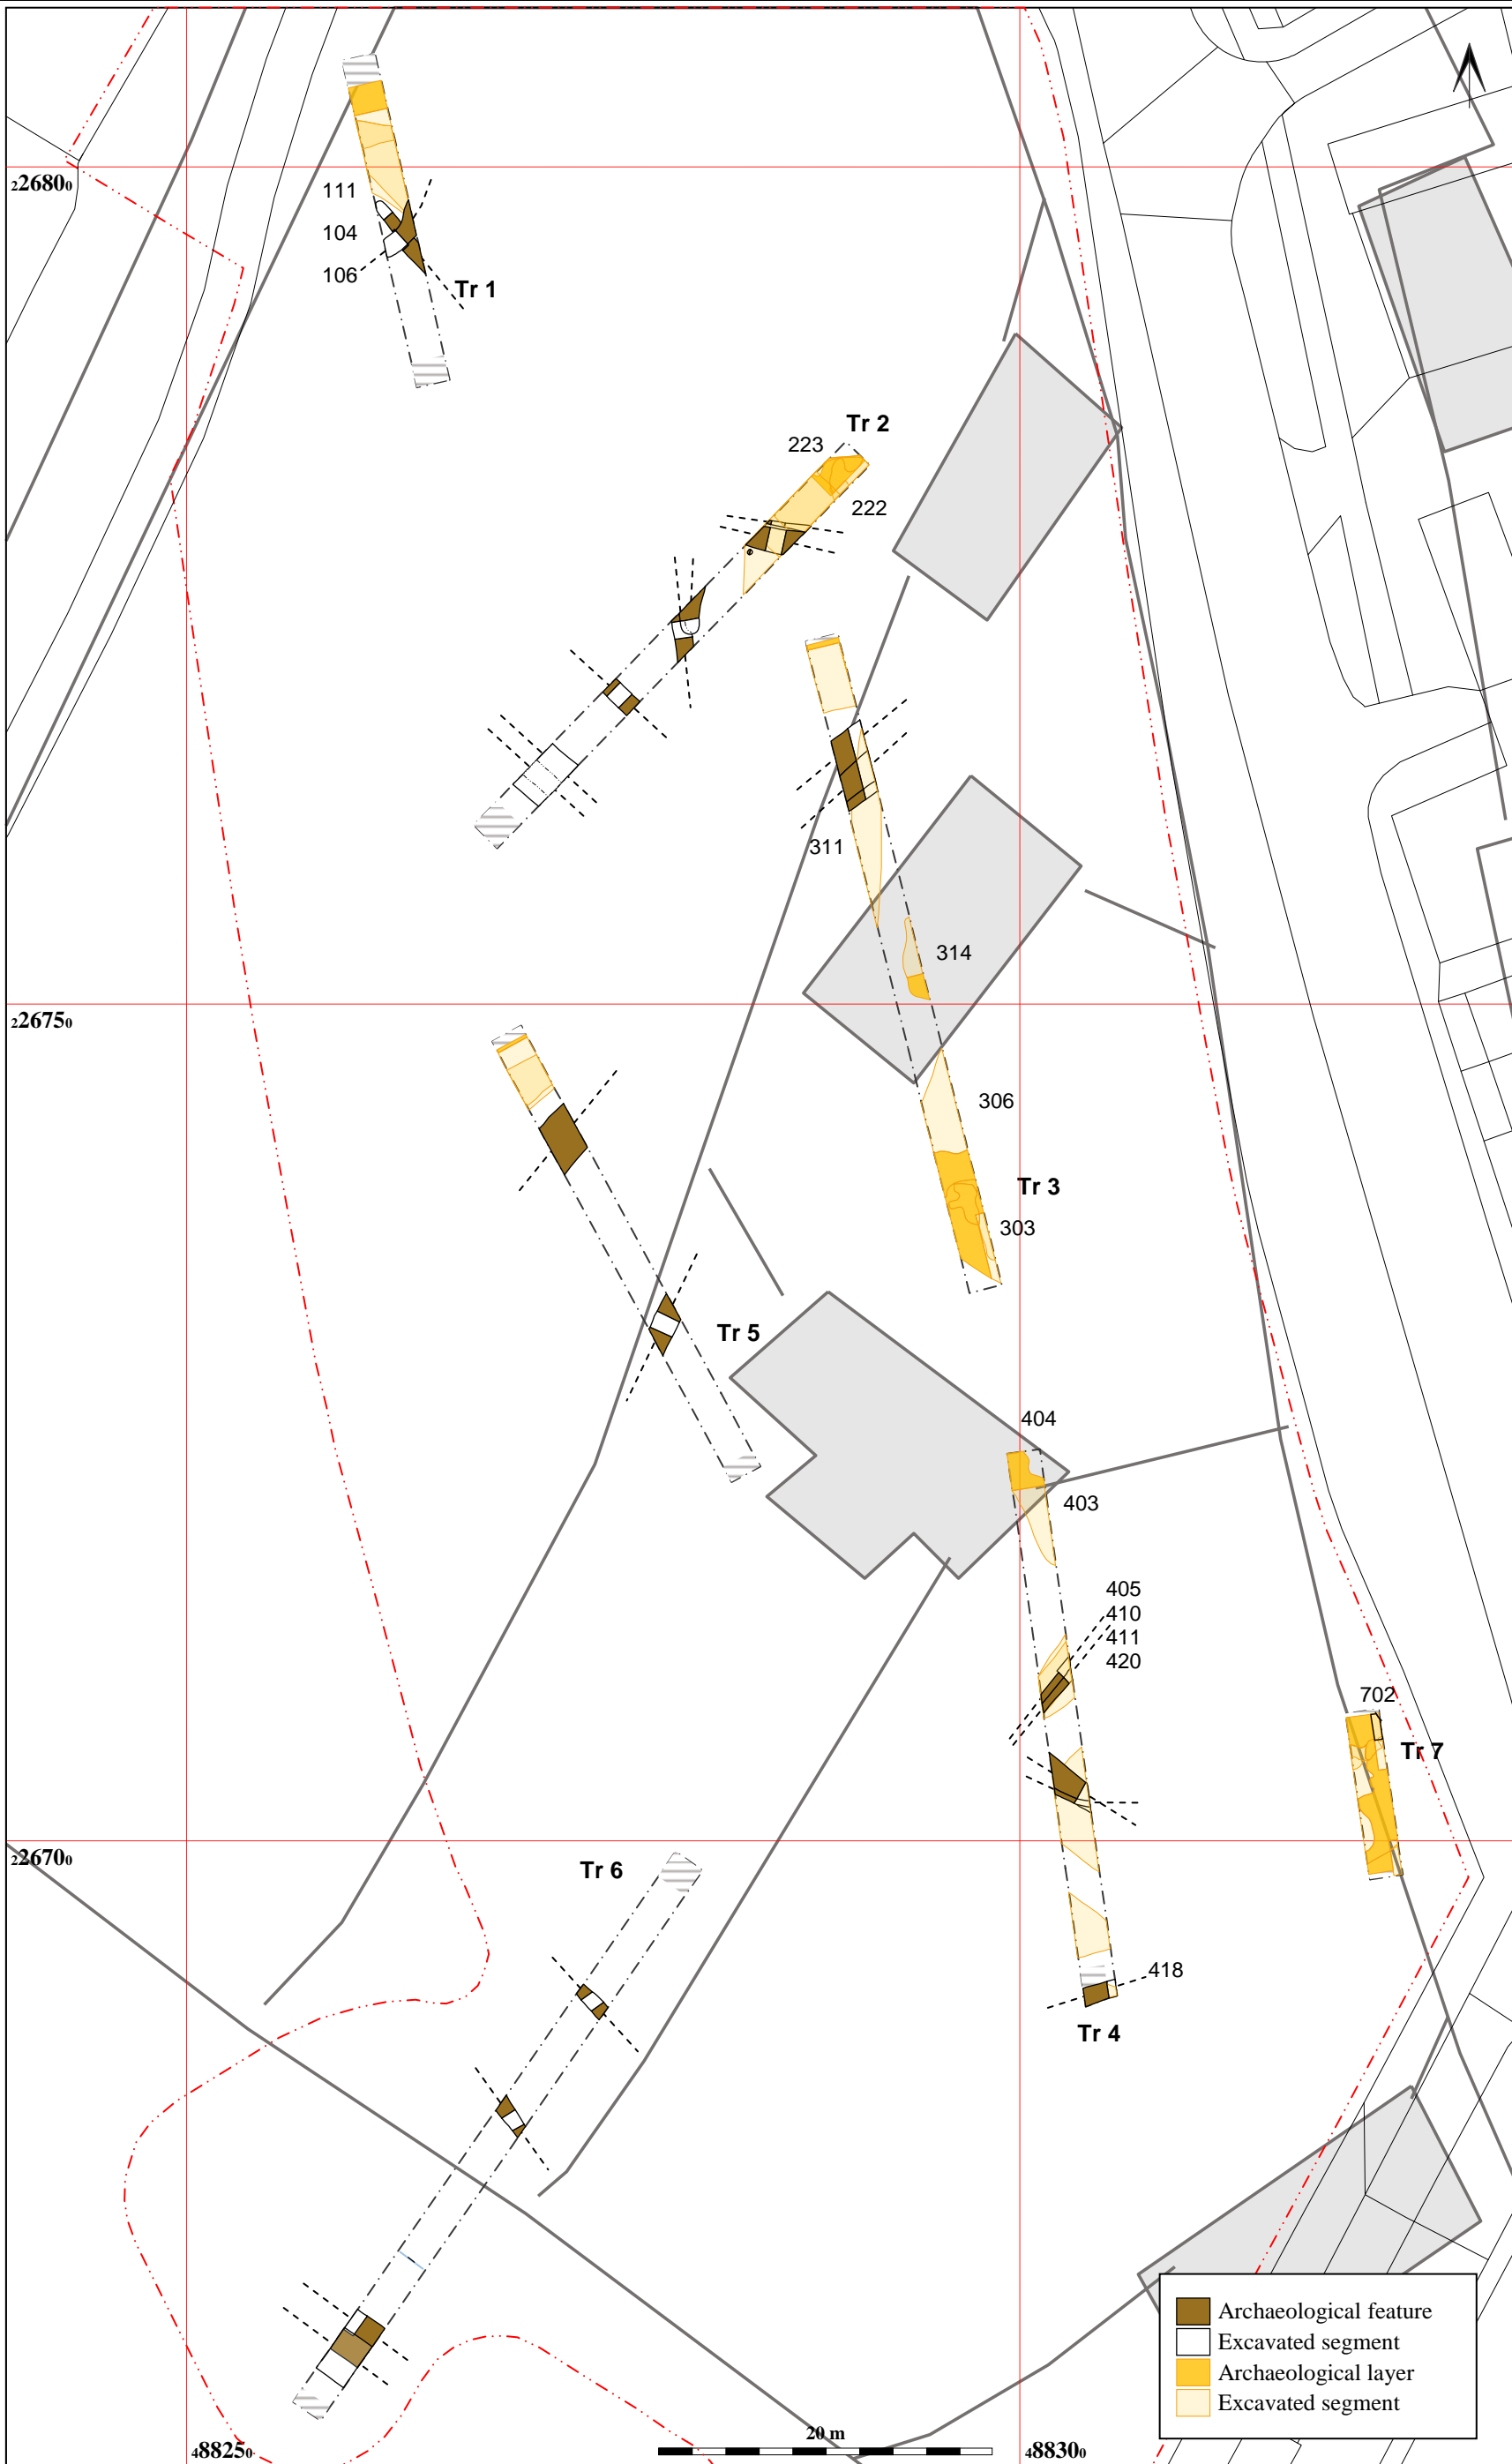 226800
111
104
106
Tr 1
Tr 2
223
222
311
314
226750
306
Tr 3
303
Tr 5
404
403
405
410
411
420
702
Tr 7
226700
Tr 6
418
Tr 4
Archaeological feature
Excavated segment
Archaeological layer
Excavated segment
20 m
488250
488300